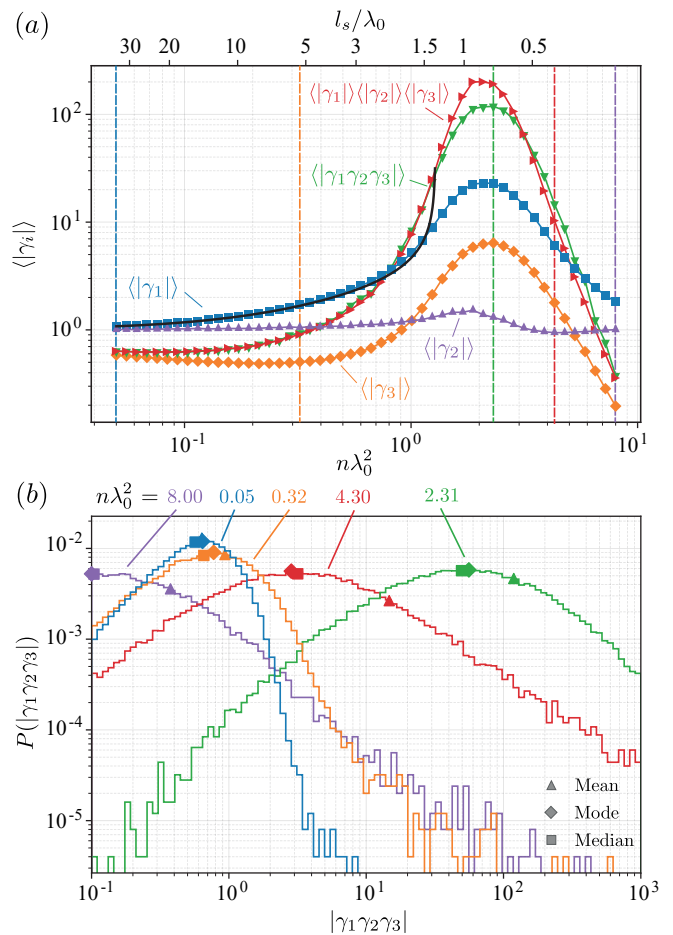 (a)
l_s/λ_0
30 20 10 5 3 1.5 1 0.5
⟨|γ_1|⟩⟨|γ_2|⟩⟨|γ_3|⟩
⟨|γ_1γ_2γ_3|⟩
⟨|γ_1|⟩
⟨|γ_2|⟩
⟨|γ_3|⟩
⟨|γ_i|⟩
10^2
10^1
10^0
10^-1 10^0 10^1
nλ_0^2
(b)
nλ_0^2 = 8.00 0.05 0.32 4.30 2.31
P(|γ_1γ_2γ_3|)
10^-2
10^-3
10^-4
10^-5
Mean
Mode
Median
10^-1 10^0 10^1 10^2 10^3
|γ_1γ_2γ_3|